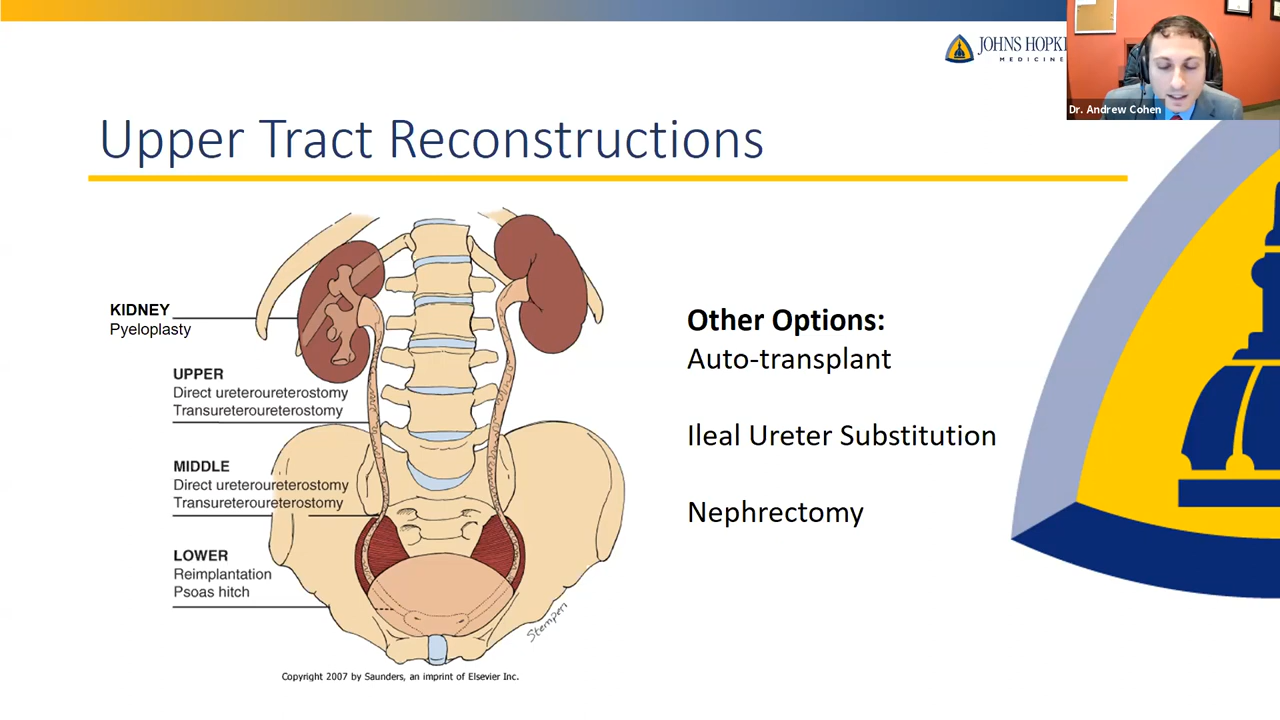 JOHNS HOPKI
MEDICINE
Dr. Andrew Cohen
Upper Tract Reconstructions
KIDNEY
Pyeloplasty
UPPER
Direct ureteroureterostomy
Transureteroureterostomy
MIDDLE
Direct ureteroureterostomy
Transureteroureterostomy
LOWER
Reimplantation
Psoas hitch
Stempen
Copyright 2007 by Saunders, an imprint of Elsevier Inc.
Other Options:
Auto-transplant
Ileal Ureter Substitution
Nephrectomy